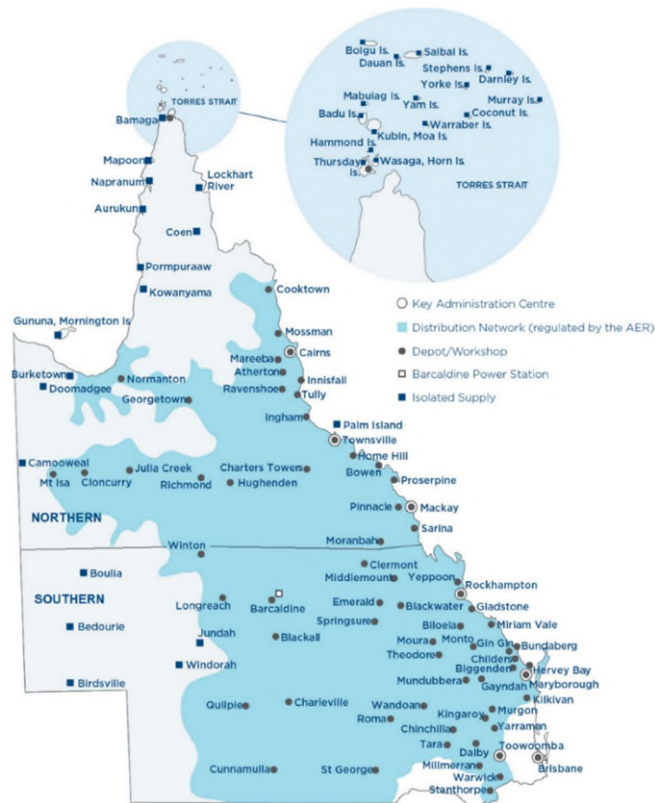 Boigu Is.
Saibai Is.
Dauan Is.
Stephens Is.
Darnley Is.
Yorke Is.
Mabuiag Is.
Yam Is.
Murray Is.
Badu Is.
Coconut Is.
Warraber Is.
Kubin, Moa Is.
Hammond Is.
Thursday
Is.
Wasaga, Horn Is.
TORRES STRAIT
TORRES STRAIT
Bamaga
Mapoon
Napranum
Lockhart
River
Aurukun
Coen
Pormpuraaw
Kowanyama
Cooktown
Gununa, Mornington Is
Mossman
Cairns
Mareeba
Atherton
Burketown
Normanton
Doomadgee
Ravenshoe
Innisfail
Georgetown
Tully
Ingham
Palm Island
Townsville
Home Hill
Bowen
Camooweal
Julia Creek
Charters Towers
Mt Isa
Cloncurry
Richmond
Hughenden
Proserpine
Pinnacle
Mackay
NORTHERN
Sarina
Moranbah
Winton
Clermont
Boulia
Middlemount
Yeppoon
Rockhampton
SOUTHERN
Longreach
Barcaldine
Emerald
Blackwater
Gladstone
Springsure
Biloela
Miriam Vale
Bedourie
Jundah
Blackall
Moura
Monto
Gin Gin
Bundaberg
Theodore
Childers
Windorah
Biggenden
Hervey Bay
Birdsville
Mundubbera
Gayndah
Maryborough
Kilkivan
Quilpie
Charleville
Wandoan
Murgon
Roma
Kingaroy
Yarraman
Chinchilla
Tara
Dalby
Toowoomba
Cunnamulla
St George
Millmerran
Brisbane
Warwick
Stanthorpe
Key Administration Centre
Distribution Network (regulated by the AER)
Depot/Workshop
Barcaldine Power Station
Isolated Supply